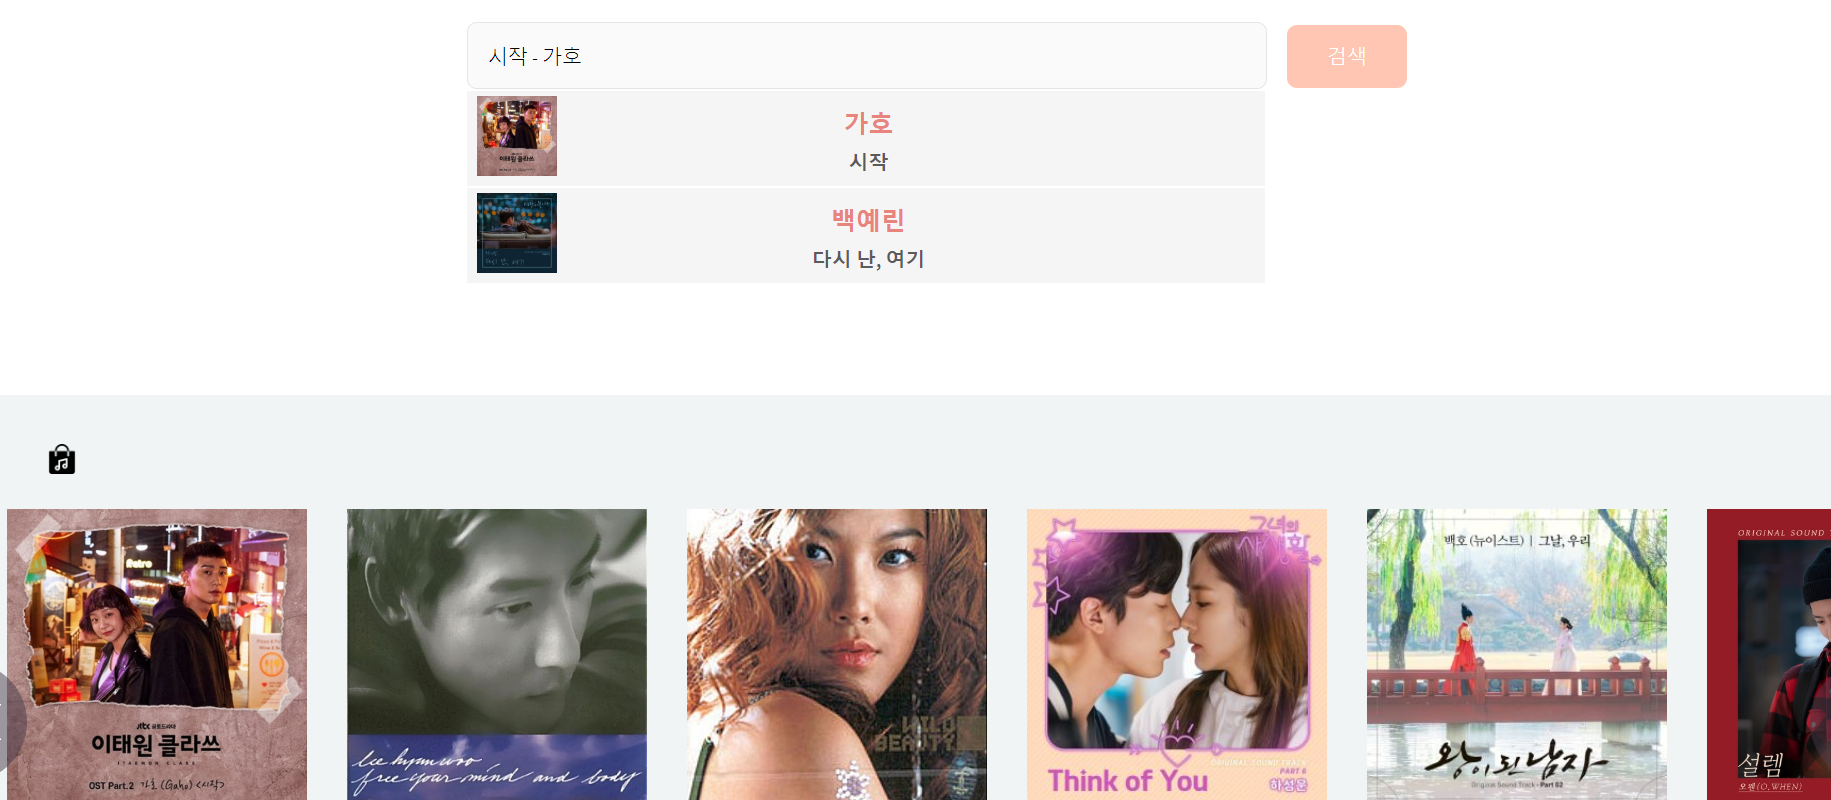 시작 - 가호
검색
가호
시작
백예린
다시 난, 여기
Retro
jtbc 금토드라마
이태원 클라쓰
ITAEWON CLASS
OST Part.2 가호 (Gaho) <시작>
lee hyun woo
free your mind and body
WILD
BEAUTY
그녀의
사생활
ORIGINAL SOUND TRACK
PART 6
Think of You
하성운
백호 (뉴이스트) | 그날, 우리
왕이 된 남자
Original Sound Track - Part 02
ORIGINAL SOUND
설렘
오왠(O.WHEN)